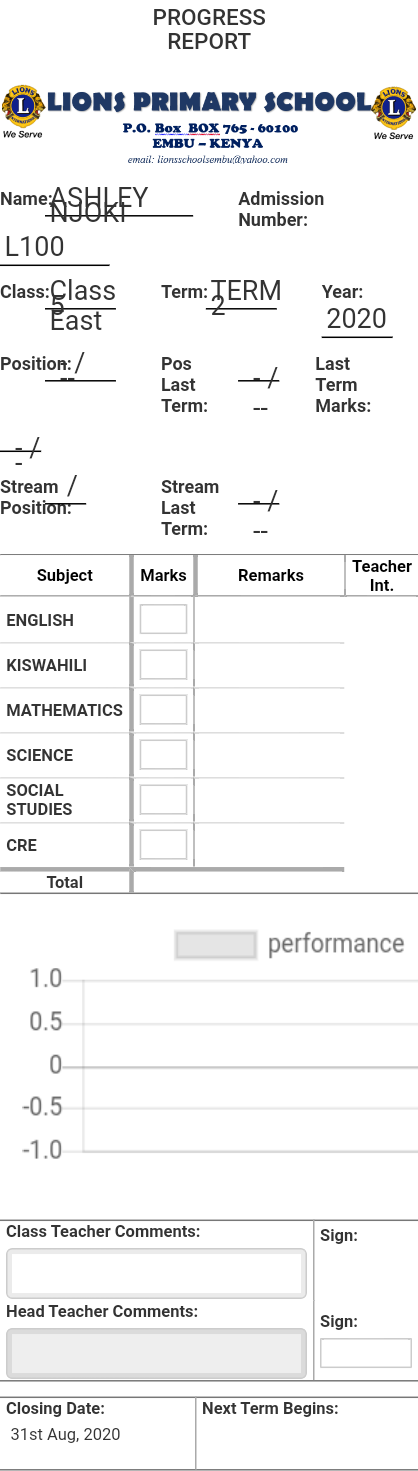 PROGRESS
REPORT
LIONS PRIMARY SCHOOL
We Serve
We Serve
P.O. Box BOX 765 - 60100
EMBU – KENYA
email: lionsschoolsembu@yahoo.com
Name: ASHLEY NJOKI Admission Number:
L100
Class: Class 5 East Term: TERM 2 Year: 2020
Position: - / -- Pos Last Term: - / -- Last Term Marks:
- / -
Stream Position: / Stream Last Term: - / --
Subject Marks Remarks Teacher Int.
ENGLISH
KISWAHILI
MATHEMATICS
SCIENCE
SOCIAL STUDIES
CRE
Total
performance
1.0
0.5
0
-0.5
-1.0
Class Teacher Comments: Sign:
Head Teacher Comments: Sign:
Closing Date: Next Term Begins:
31st Aug, 2020